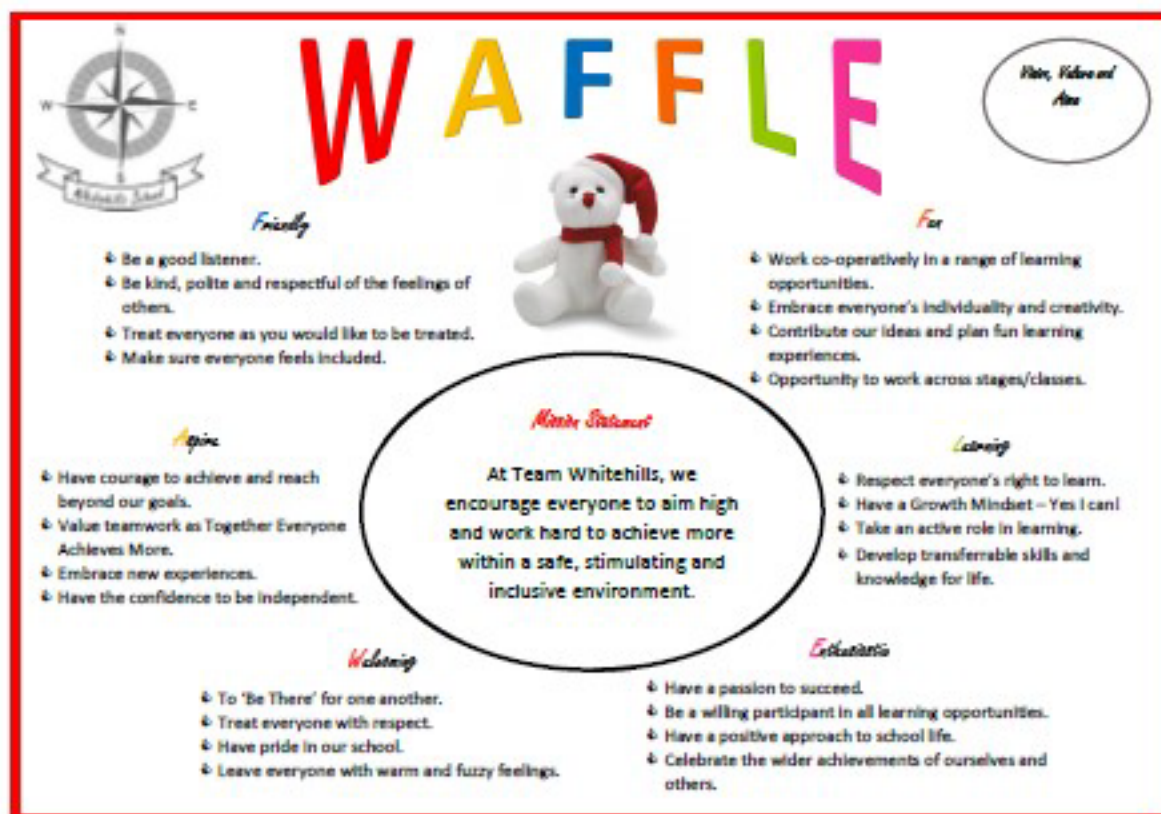 N
W
E
S
Whitehills School
WAFFLE
Vision, Values and
Aims
Friendly
Be a good listener.
Be kind, polite and respectful of the feelings of
others.
Treat everyone as you would like to be treated.
Make sure everyone feels included.
Fun
Work co-operatively in a range of learning
opportunities.
Embrace everyone's individuality and creativity.
Contribute our ideas and plan fun learning
experiences.
Opportunity to work across stages/classes.
Mission Statement
At Team Whitehills, we
encourage everyone to aim high
and work hard to achieve more
within a safe, stimulating and
inclusive environment.
Aspire
Have courage to achieve and reach
beyond our goals.
Value teamwork as Together Everyone
Achieves More.
Embrace new experiences.
Have the confidence to be independent.
Learning
Respect everyone's right to learn.
Have a Growth Mindset – Yes I can!
Take an active role in learning.
Develop transferrable skills and
knowledge for life.
Welcoming
To 'Be There' for one another.
Treat everyone with respect.
Have pride in our school.
Leave everyone with warm and fuzzy feelings.
Enthusiastic
Have a passion to succeed.
Be a willing participant in all learning opportunities.
Have a positive approach to school life.
Celebrate the wider achievements of ourselves and
others.